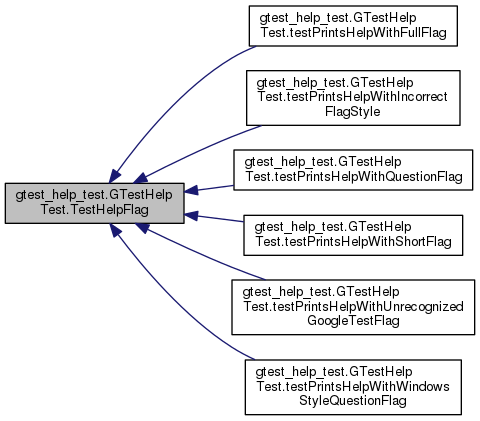 gtest_help_test.GTestHelp
Test.testPrintsHelpWithFullFlag
gtest_help_test.GTestHelp
Test.testPrintsHelpWithIncorrect
FlagStyle
gtest_help_test.GTestHelp
Test.testPrintsHelpWithQuestionFlag
gtest_help_test.GTestHelp
Test.TestHelpFlag
gtest_help_test.GTestHelp
Test.testPrintsHelpWithShortFlag
gtest_help_test.GTestHelp
Test.testPrintsHelpWithUnrecognized
GoogleTestFlag
gtest_help_test.GTestHelp
Test.testPrintsHelpWithWindows
StyleQuestionFlag